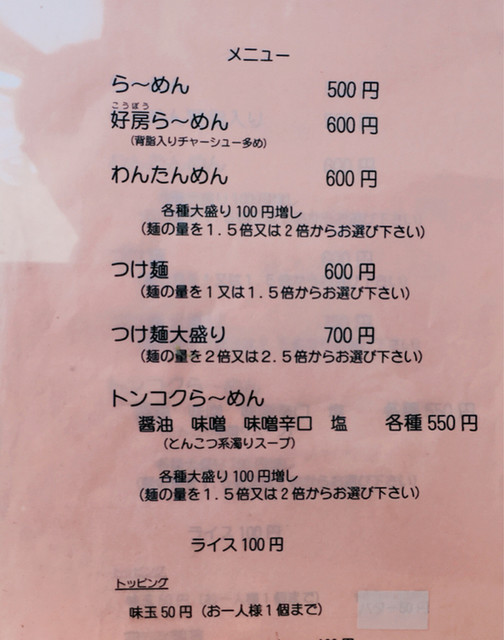 メニュー
ら～めん 500円
こうぼう
好房ら～めん 600円
(背脂入りチャーシュー多め)
わんたんめん 600円
各種大盛り100円増し
(麺の量を1.5倍又は2倍からお選び下さい)
つけ麺 600円
(麺の量を1又は1.5倍からお選び下さい)
つけ麺大盛り 700円
(麺の量を2倍又は2.5倍からお選び下さい)
トンコクら～めん
醤油 味噌 味噌辛口 塩 各種550円
(とんこつ系濁りスープ)
各種大盛り100円増し
(麺の量を1.5倍又は2倍からお選び下さい)
ライス100円
トッピング
味玉50円(お一人様1個まで)
バター50円